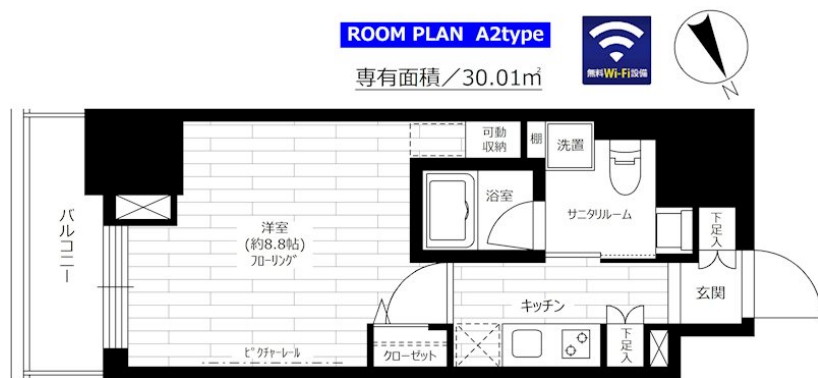 ROOM PLAN A2type
専有面積／30.01㎡
無料Wi-Fi設備
N
バルコニー
洋室
(約8.8帖)
フローリング
ピクチャーレール
可動
収納
棚
洗置
浴室
サニタリルーム
下足入
玄関
キッチン
下足入
クローゼット